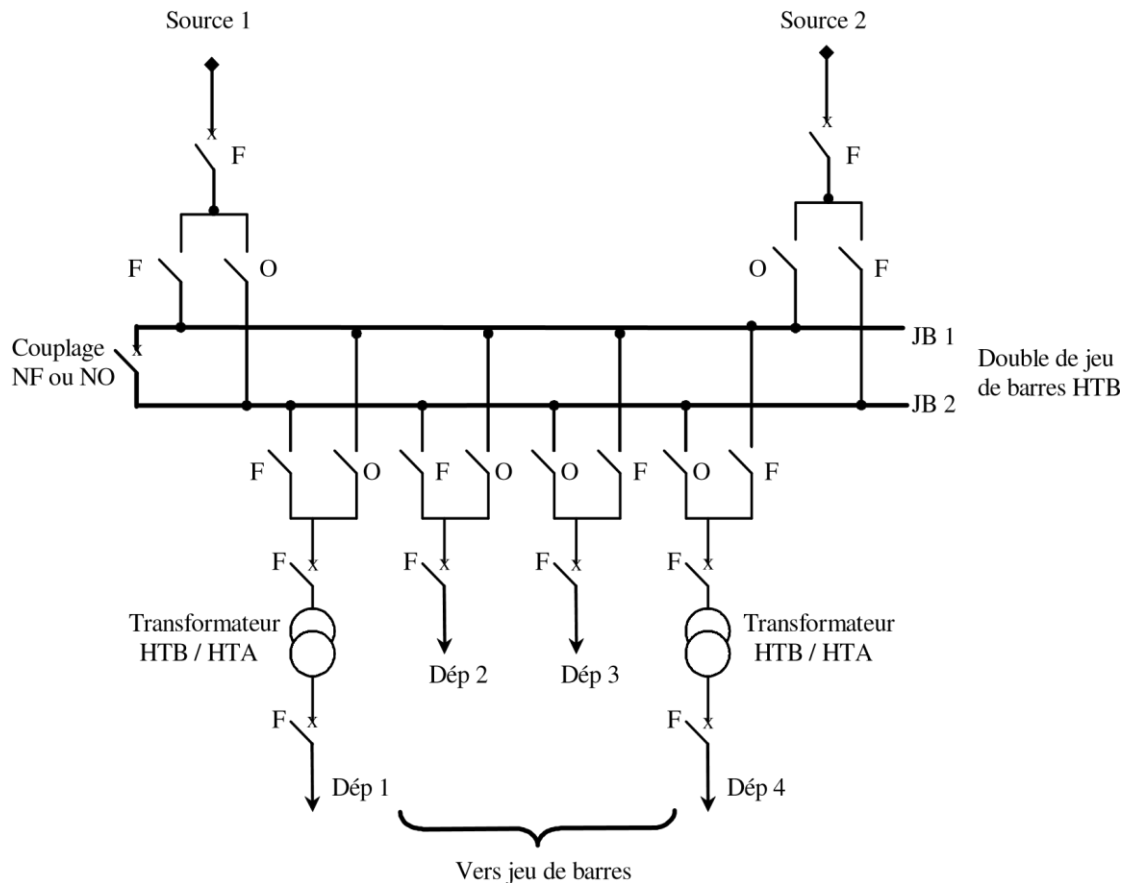 Source 1
Source 2
F
F
F
O
O
F
Couplage
NF ou NO
JB 1
JB 2
Double de jeu
de barres HTB
F
O
F
O
O
F
O
F
F
F
F
F
Transformateur
HTB / HTA
Transformateur
HTB / HTA
Dép 2
Dép 3
F
F
Dép 1
Dép 4
Vers jeu de barres